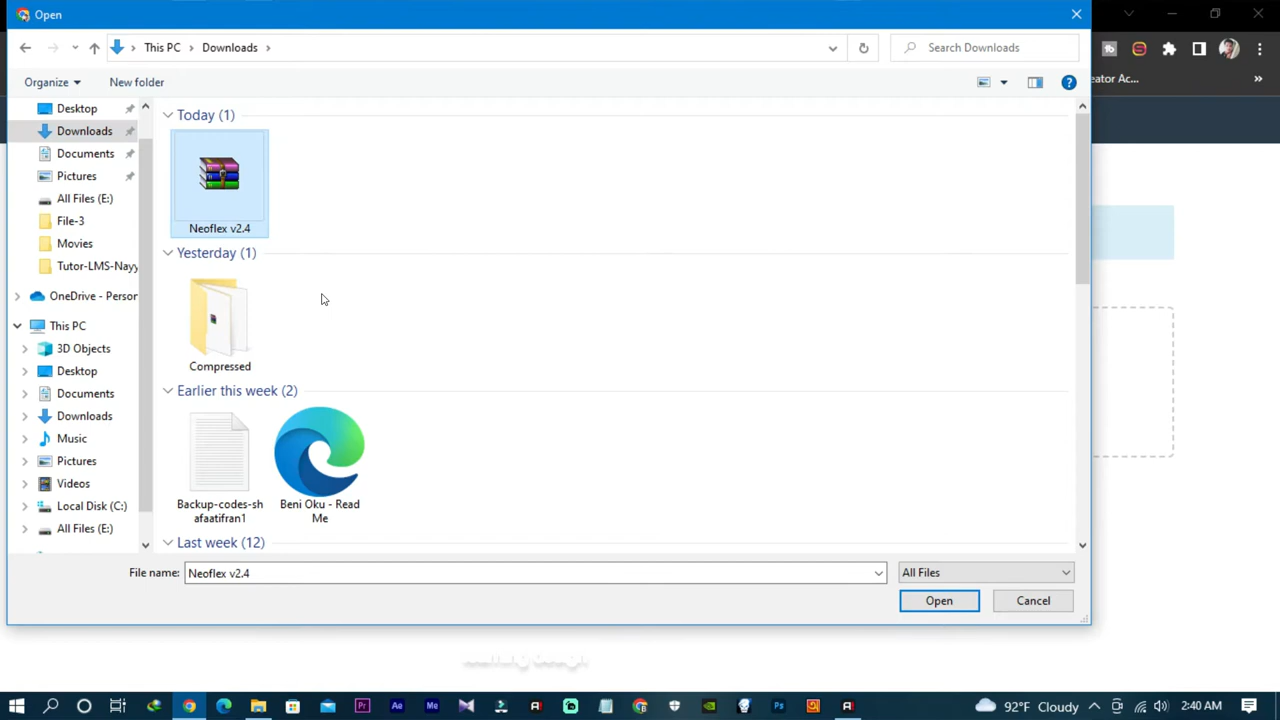 Open
This PC
Downloads
Search Downloads
Organize
New folder
eator Ac...
Desktop
Downloads
Documents
Pictures
All Files (E:)
File-3
Movies
Tutor-LMS-Nayy
OneDrive - Person
This PC
3D Objects
Desktop
Documents
Downloads
Music
Pictures
Videos
Local Disk (C:)
All Files (E:)
Today (1)
Neoflex v2.4
Yesterday (1)
Compressed
Earlier this week (2)
Backup-codes-sh
afaatifran1
Beni Oku - Read
Me
Last week (12)
File name:
Neoflex v2.4
All Files
Open
Cancel
92°F Cloudy
2:40 AM